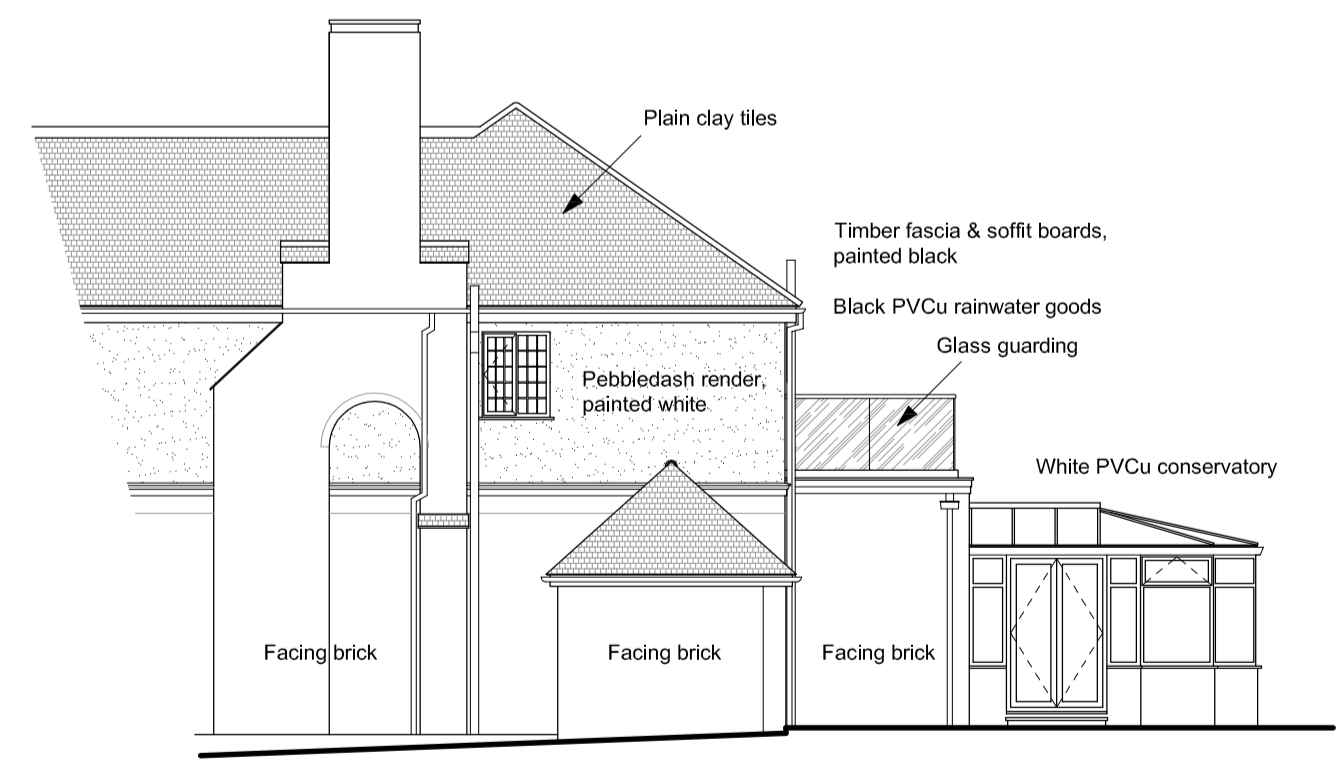 Plain clay tiles
Timber fascia & soffit boards,
painted black
Black PVCu rainwater goods
Glass guarding
Pebbledash render,
painted white
White PVCu conservatory
Facing brick
Facing brick
Facing brick